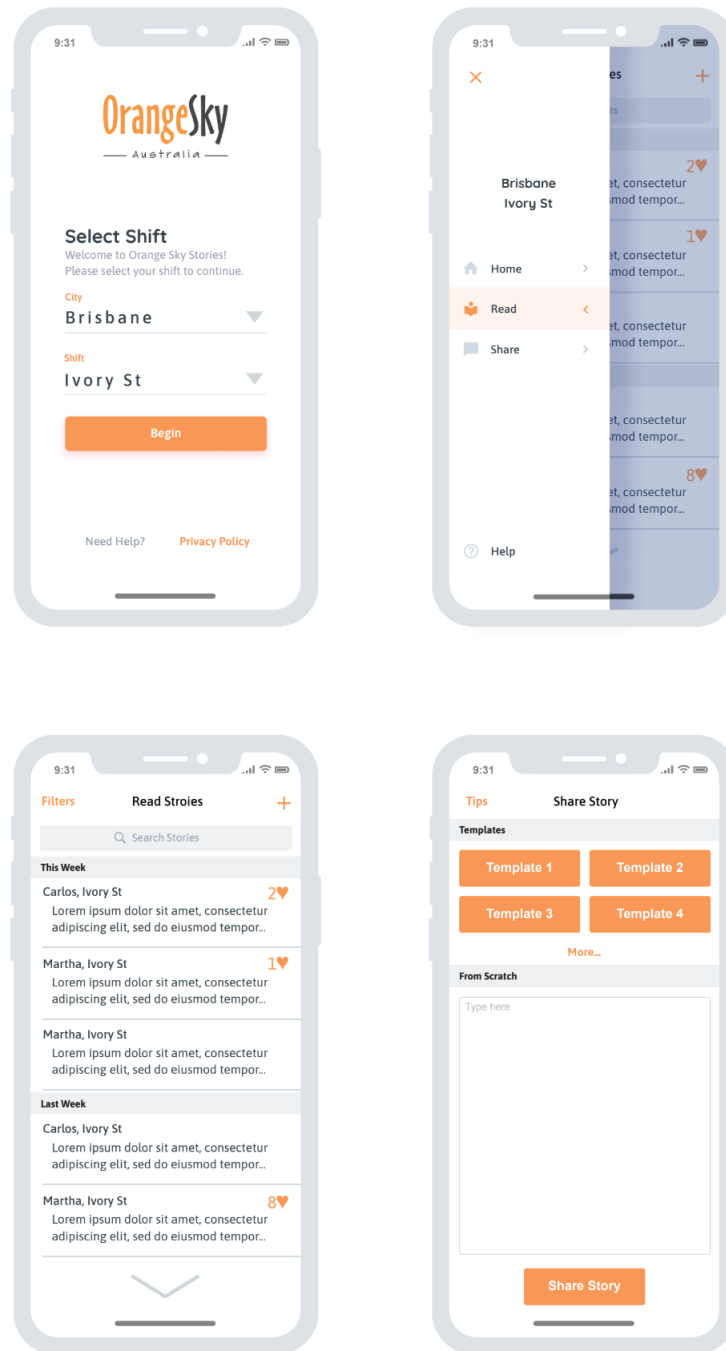 9:31
OrangeSky
Australia
Select Shift
Welcome to Orange Sky Stories!
Please select your shift to continue.
City
Brisbane
Shift
Ivory St
Begin
Need Help? Privacy Policy
9:31
es +
es
Brisbane
Ivory St
Home
Read
Share
Help
2♥
et, consectetur
smod tempor...
1♥
et, consectetur
smod tempor...
et, consectetur
smod tempor...
et, consectetur
smod tempor...
8♥
et, consectetur
smod tempor...
9:31
Filters Read Stroies +
Search Stories
This Week
Carlos, Ivory St 2♥
Lorem ipsum dolor sit amet, consectetur
adipiscing elit, sed do eiusmod tempor...
Martha, Ivory St 1♥
Lorem ipsum dolor sit amet, consectetur
adipiscing elit, sed do eiusmod tempor...
Martha, Ivory St
Lorem ipsum dolor sit amet, consectetur
adipiscing elit, sed do eiusmod tempor...
Last Week
Carlos, Ivory St
Lorem ipsum dolor sit amet, consectetur
adipiscing elit, sed do eiusmod tempor...
Martha, Ivory St 8♥
Lorem ipsum dolor sit amet, consectetur
adipiscing elit, sed do eiusmod tempor...
9:31
Tips Share Story
Templates
Template 1 Template 2
Template 3 Template 4
More...
From Scratch
Type here
Share Story